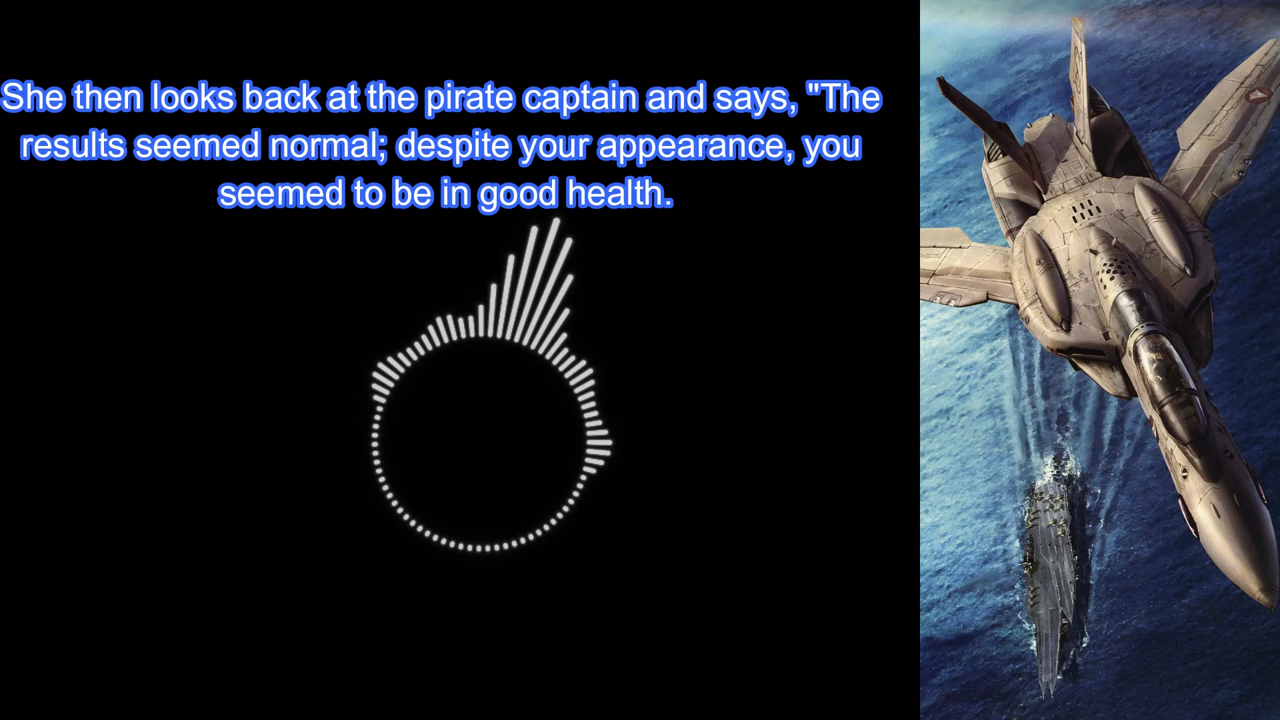 She then looks back at the pirate captain and says, "The
results seemed normal; despite your appearance, you
seemed to be in good health.